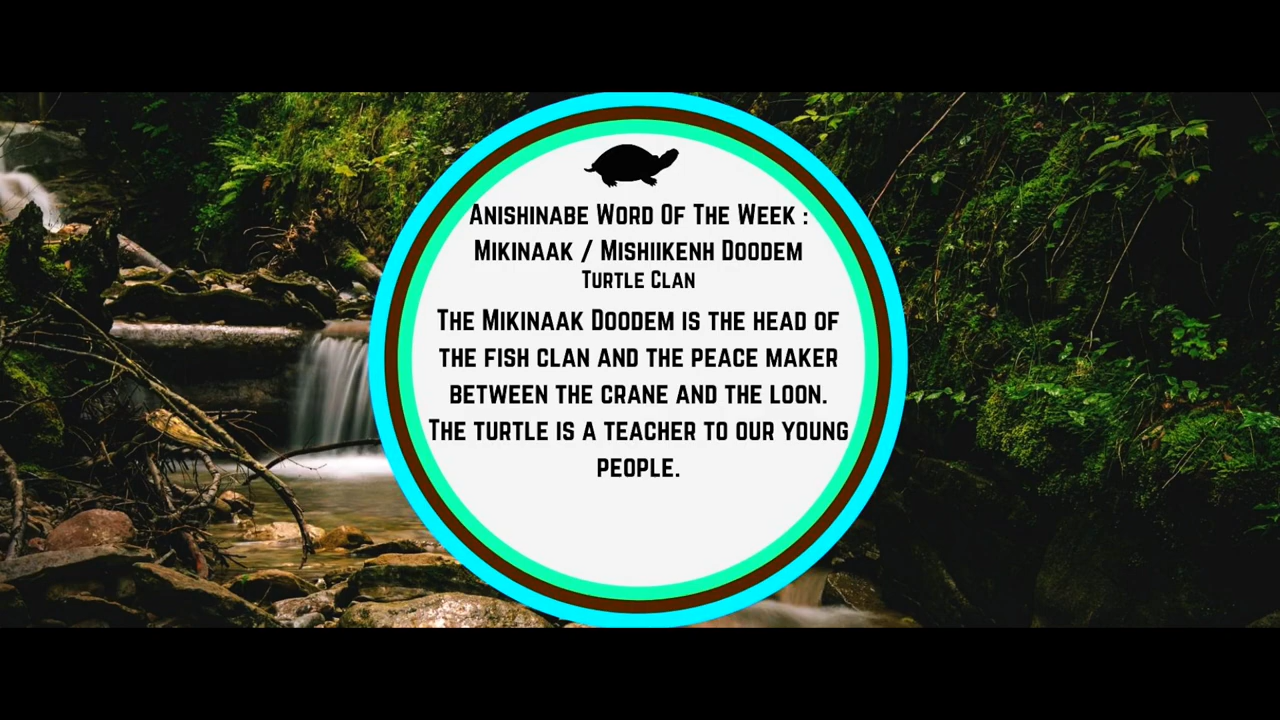 Anishinabe Word Of The Week :
Mikinaak / Mishiikenh Doodem
Turtle Clan
The Mikinaak Doodem is the head of
the fish clan and the peace maker
between the crane and the loon.
The turtle is a teacher to our young
people.